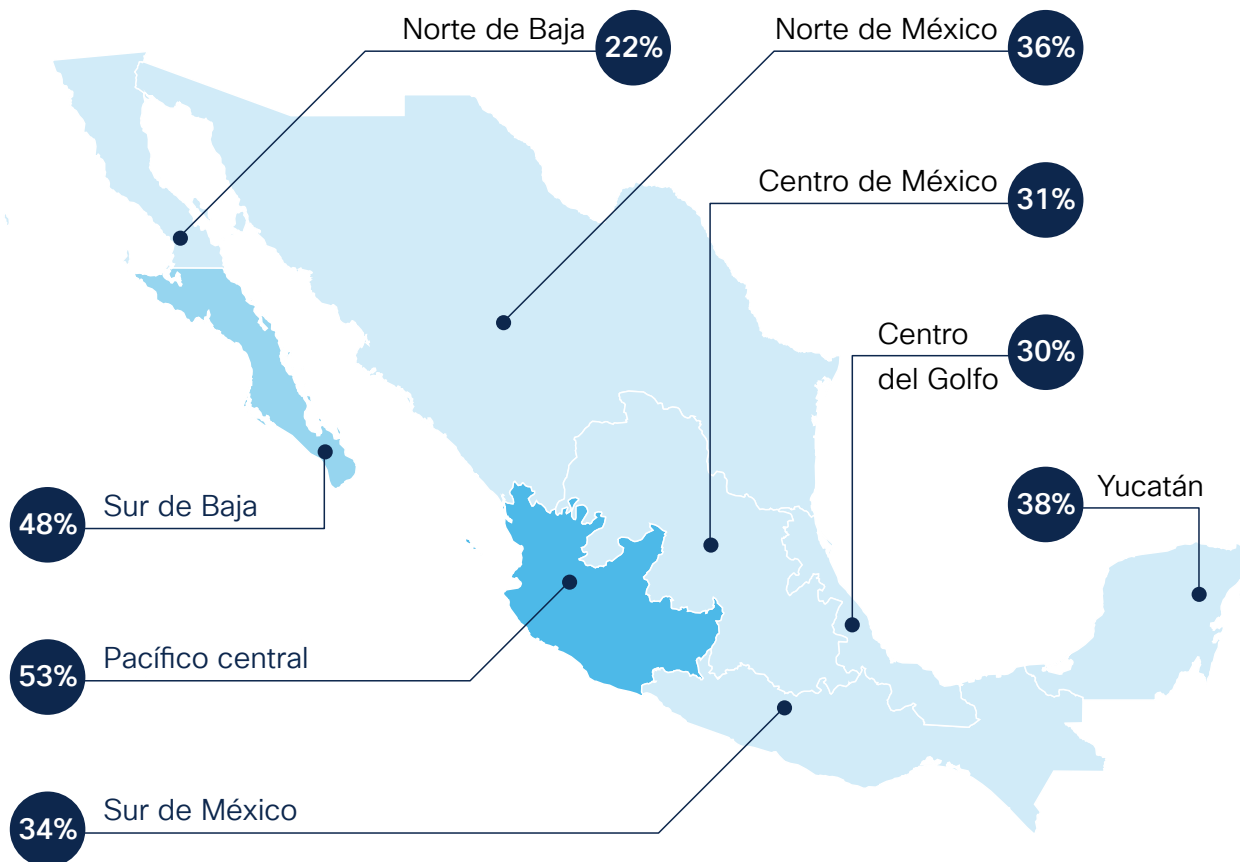 Norte de Baja 22%
Norte de México 36%
Centro de México 31%
Centro
del Golfo
30%
Yucatán
38%
Sur de Baja
48%
Pacífico central
53%
Sur de México
34%